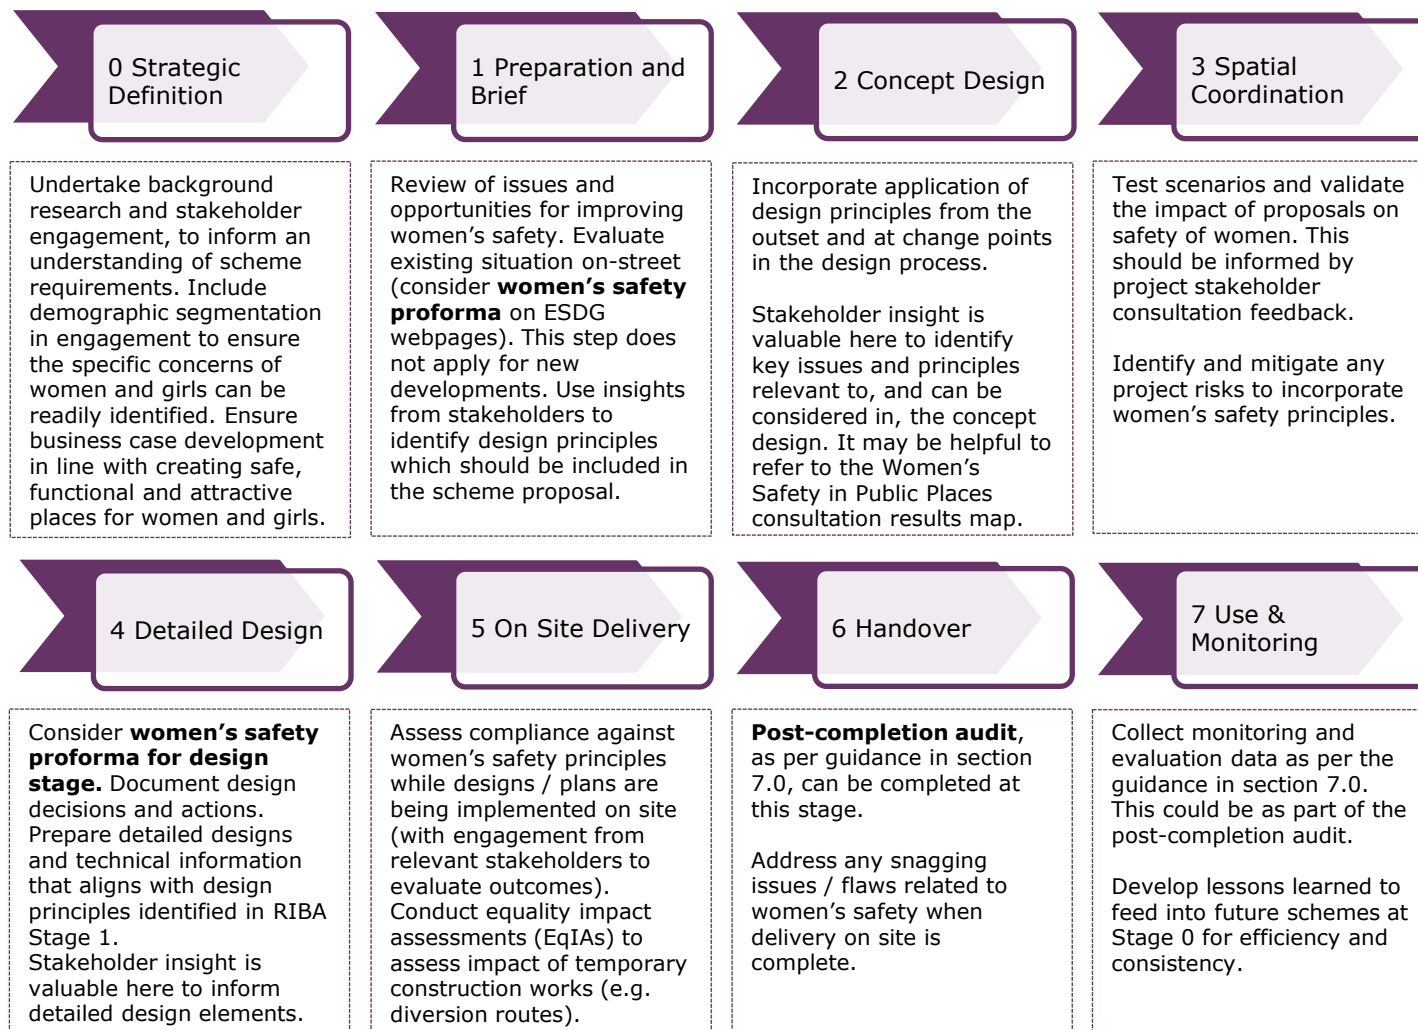 0 Strategic
Definition
Undertake background
research and stakeholder
engagement, to inform an
understanding of scheme
requirements. Include
demographic segmentation
in engagement to ensure
the specific concerns of
women and girls can be
readily identified. Ensure
business case development
in line with creating safe,
functional and attractive
places for women and girls.
1 Preparation and
Brief
Review of issues and
opportunities for improving
women’s safety. Evaluate
existing situation on-street
(consider women’s safety
proforma on ESDG
webpages). This step does
not apply for new
developments. Use insights
from stakeholders to
identify design principles
which should be included in
the scheme proposal.
2 Concept Design
Incorporate application of
design principles from the
outset and at change points
in the design process.
Stakeholder insight is
valuable here to identify
key issues and principles
relevant to, and can be
considered in, the concept
design. It may be helpful to
refer to the Women’s
Safety in Public Places
consultation results map.
3 Spatial
Coordination
Test scenarios and validate
the impact of proposals on
safety of women. This
should be informed by
project stakeholder
consultation feedback.
Identify and mitigate any
project risks to incorporate
women’s safety principles.
4 Detailed Design
Consider women’s safety
proforma for design
stage. Document design
decisions and actions.
Prepare detailed designs
and technical information
that aligns with design
principles identified in RIBA
Stage 1.
Stakeholder insight is
valuable here to inform
detailed design elements.
5 On Site Delivery
Assess compliance against
women’s safety principles
while designs / plans are
being implemented on site
(with engagement from
relevant stakeholders to
evaluate outcomes).
Conduct equality impact
assessments (EqIAs) to
assess impact of temporary
construction works (e.g.
diversion routes).
6 Handover
Post-completion audit,
as per guidance in section
7.0, can be completed at
this stage.
Address any snagging
issues / flaws related to
women’s safety when
delivery on site is
complete.
7 Use &
Monitoring
Collect monitoring and
evaluation data as per the
guidance in section 7.0.
This could be as part of the
post-completion audit.
Develop lessons learned to
feed into future schemes at
Stage 0 for efficiency and
consistency.